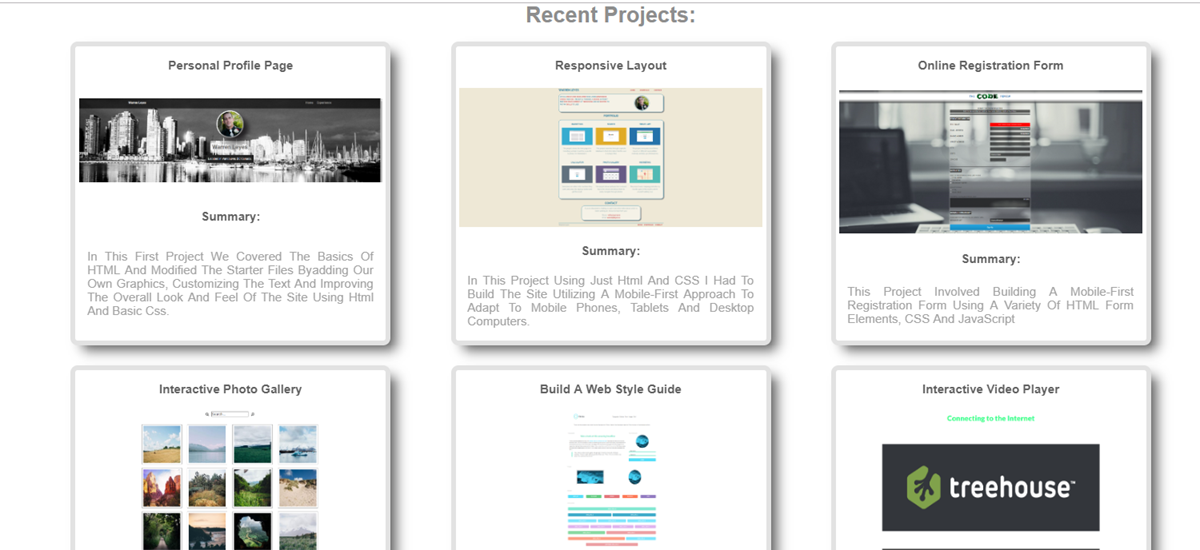 Recent Projects:
Personal Profile Page
Summary:
In This First Project We Covered The Basics Of
HTML And Modified The Starter Files Byadding Our
Own Graphics, Customizing The Text And Improving
The Overall Look And Feel Of The Site Using Html
And Basic Css.
Responsive Layout
Summary:
In This Project Using Just Html And CSS I Had To
Build The Site Utilizing A Mobile-First Approach To
Adapt To Mobile Phones, Tablets And Desktop
Computers.
Online Registration Form
CODE
Summary:
This Project Involved Building A Mobile-First
Registration Form Using A Variety Of HTML Form
Elements, CSS And JavaScript
Interactive Photo Gallery
Build A Web Style Guide
Interactive Video Player
Connecting to the Internet
treehouse™